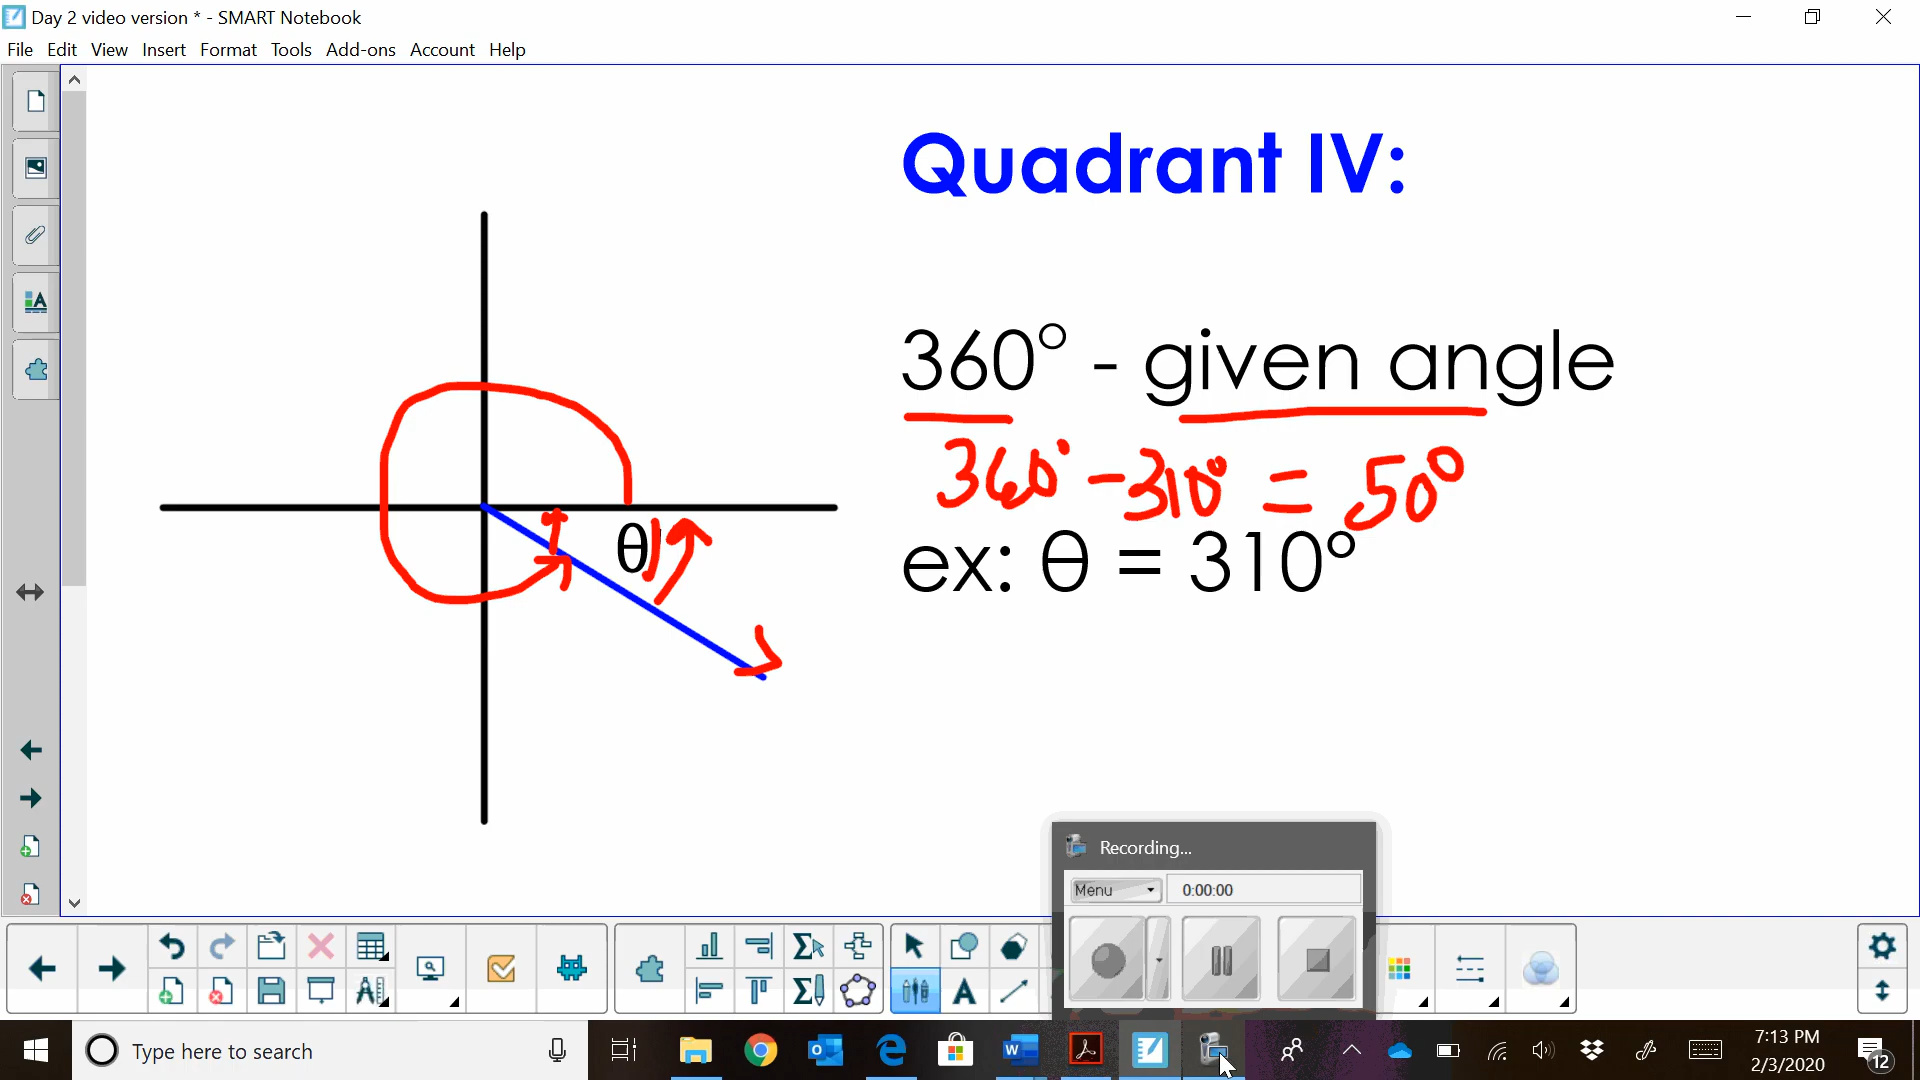 Day 2 video version * - SMART Notebook
File Edit View Insert Format Tools Add-ons Account Help
Quadrant IV:
360° - given angle
360° - 310° = 50°
θ
ex: θ = 310°
Recording...
Menu 0:00:00
Type here to search
7:13 PM
2/3/2020
12